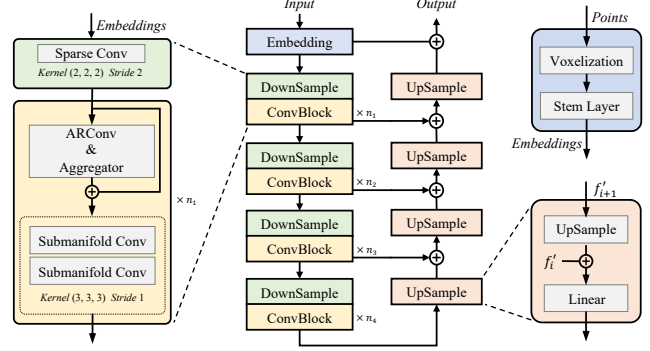 Embeddings
Sparse Conv
Kernel (2, 2, 2) Stride 2
ARConv
&
Aggregator
× n₁
Submanifold Conv
Submanifold Conv
Kernel (3, 3, 3) Stride 1
Input
Output
Embedding
DownSample
ConvBlock
× n₁
UpSample
DownSample
ConvBlock
× n₂
UpSample
DownSample
ConvBlock
× n₃
UpSample
DownSample
ConvBlock
× n₄
UpSample
Points
Voxelization
Stem Layer
Embeddings
f′ᵢ₊₁
UpSample
f′ᵢ
Linear